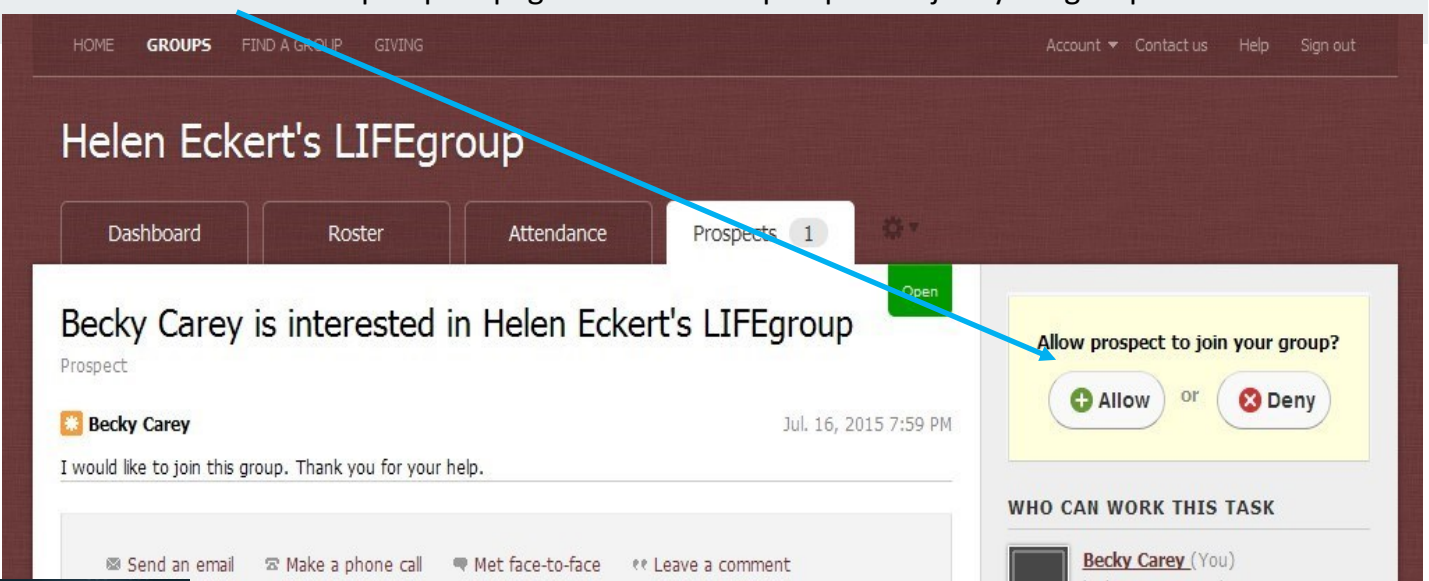 HOME GROUPS FIND A GROUP GIVING Account Contact us Help Sign out
Helen Eckert's LIFEgroup
Dashboard Roster Attendance Prospects 1
Open
Becky Carey is interested in Helen Eckert's LIFEgroup
Prospect
Becky Carey Jul. 16, 2015 7:59 PM
I would like to join this group. Thank you for your help.
Send an email Make a phone call Met face-to-face Leave a comment
Allow prospect to join your group?
Allow or Deny
WHO CAN WORK THIS TASK
Becky Carey (You)